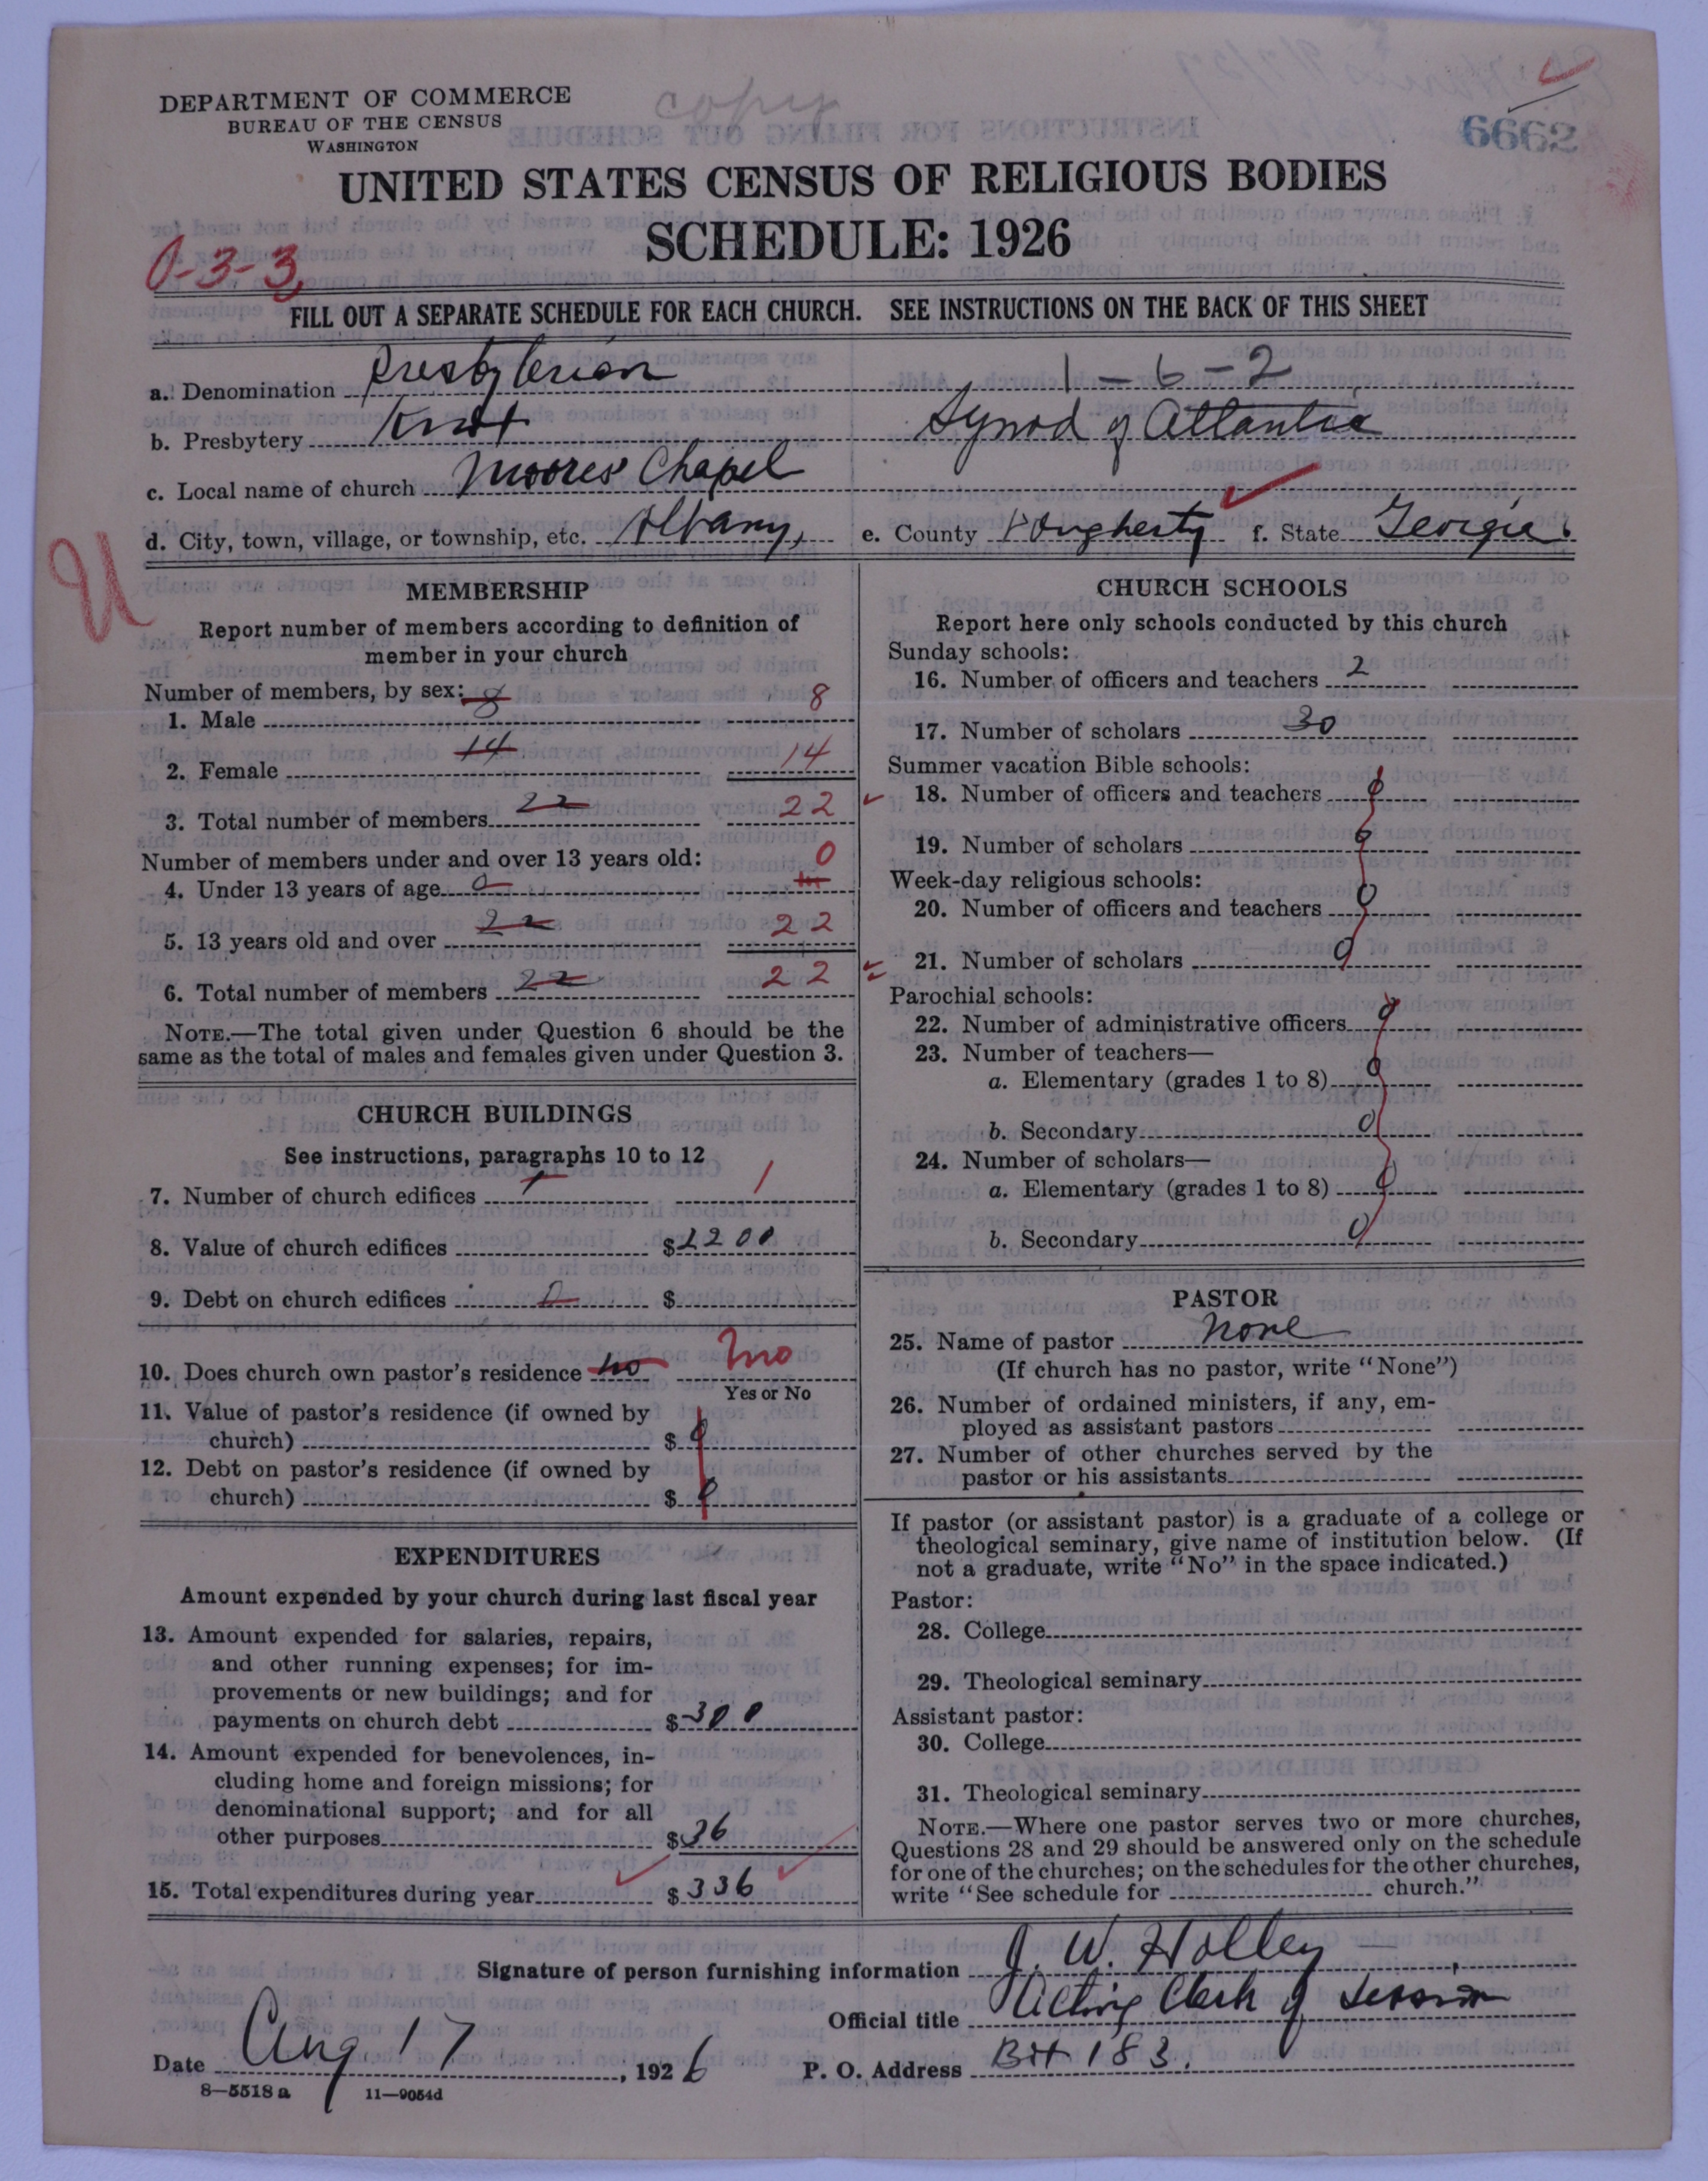 copy
DEPARTMENT OF COMMERCE
BUREAU OF THE CENSUS
WASHINGTON
6662
UNITED STATES CENSUS OF RELIGIOUS BODIES
SCHEDULE: 1926
0-3-3
FILL OUT A SEPARATE SCHEDULE FOR EACH CHURCH. SEE INSTRUCTIONS ON THE BACK OF THIS SHEET
a. Denomination Presbyterian 1-6-2
b. Presbytery Knox Synod of Atlantic
c. Local name of church Moores Chapel
d. City, town, village, or township, etc. Albany, e. County Dougherty f. State Georgia.
U
MEMBERSHIP
Report number of members according to definition of
member in your church
Number of members, by sex:
1. Male 8 8
2. Female 14 14
3. Total number of members 22 22
Number of members under and over 13 years old:
4. Under 13 years of age 0 0
5. 13 years old and over 22 22
6. Total number of members 22 22
NOTE.—The total given under Question 6 should be the
same as the total of males and females given under Question 3.
CHURCH BUILDINGS
See instructions, paragraphs 10 to 12
7. Number of church edifices 1 1
8. Value of church edifices $1200
9. Debt on church edifices 0 $
10. Does church own pastor's residence no no
Yes or No
11. Value of pastor's residence (if owned by
church) $ 0
12. Debt on pastor's residence (if owned by
church) $ 0
EXPENDITURES
Amount expended by your church during last fiscal year
13. Amount expended for salaries, repairs,
and other running expenses; for im-
provements or new buildings; and for
payments on church debt $300
14. Amount expended for benevolences, in-
cluding home and foreign missions; for
denominational support; and for all
other purposes $36
15. Total expenditures during year $336
CHURCH SCHOOLS
Report here only schools conducted by this church
Sunday schools:
16. Number of officers and teachers 2
17. Number of scholars 30
Summer vacation Bible schools:
18. Number of officers and teachers 0
19. Number of scholars 0
Week-day religious schools:
20. Number of officers and teachers 0
21. Number of scholars 0
Parochial schools:
22. Number of administrative officers 0
23. Number of teachers—
a. Elementary (grades 1 to 8) 0
b. Secondary 0
24. Number of scholars—
a. Elementary (grades 1 to 8) 0
b. Secondary 0
PASTOR
25. Name of pastor none
(If church has no pastor, write "None")
26. Number of ordained ministers, if any, em-
ployed as assistant pastors
27. Number of other churches served by the
pastor or his assistants
If pastor (or assistant pastor) is a graduate of a college or
theological seminary, give name of institution below. (If
not a graduate, write "No" in the space indicated.)
Pastor:
28. College
29. Theological seminary
Assistant pastor:
30. College
31. Theological seminary
NOTE.—Where one pastor serves two or more churches,
Questions 28 and 29 should be answered only on the schedule
for one of the churches; on the schedules for the other churches,
write "See schedule for church."
Signature of person furnishing information J. W. Holley
Official title Acting Clerk of Session
Date Aug 17, 1926 P. O. Address Box 183.
8—5518 a 11—9054d